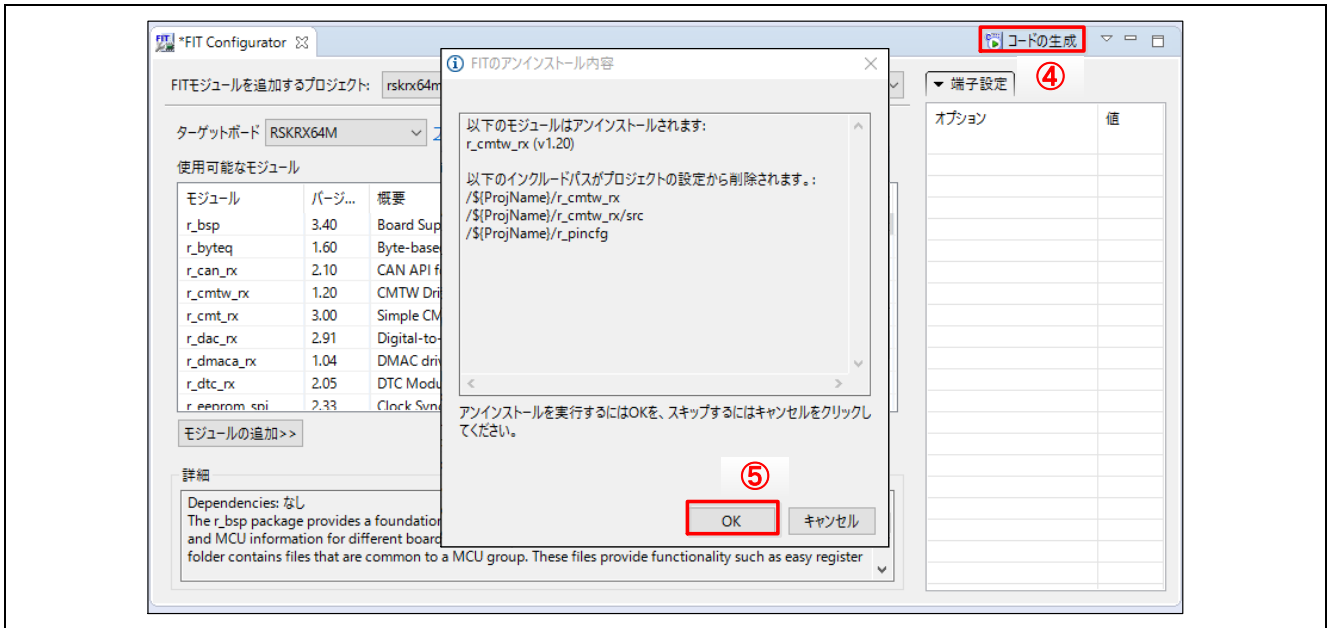 *FIT Configurator
コードの生成
④
FITのアンインストール内容
FITモジュールを追加するプロジェクト: rskrx64m
端子設定
オプション 値
ターゲットボード RSKRX64M
使用可能なモジュール
モジュール バージ... 概要
r_bsp 3.40 Board Sup
r_byteq 1.60 Byte-base
r_can_rx 2.10 CAN API f
r_cmtw_rx 1.20 CMTW Dri
r_cmt_rx 3.00 Simple CM
r_dac_rx 2.91 Digital-to-
r_dmaca_rx 1.04 DMAC driv
r_dtc_rx 2.05 DTC Modu
r_eeprom_spi 2.33 Clock Sync
モジュールの追加>>
以下のモジュールはアンインストールされます:
r_cmtw_rx (v1.20)
以下のインクルードパスがプロジェクトの設定から削除されます。:
/${ProjName}/r_cmtw_rx
/${ProjName}/r_cmtw_rx/src
/${ProjName}/r_pincfg
アンインストールを実行するにはOKを、スキップするにはキャンセルをクリックし
てください。
⑤
OK キャンセル
詳細
Dependencies: なし
The r_bsp package provides a foundation
and MCU information for different board
folder contains files that are common to a MCU group. These files provide functionality such as easy register